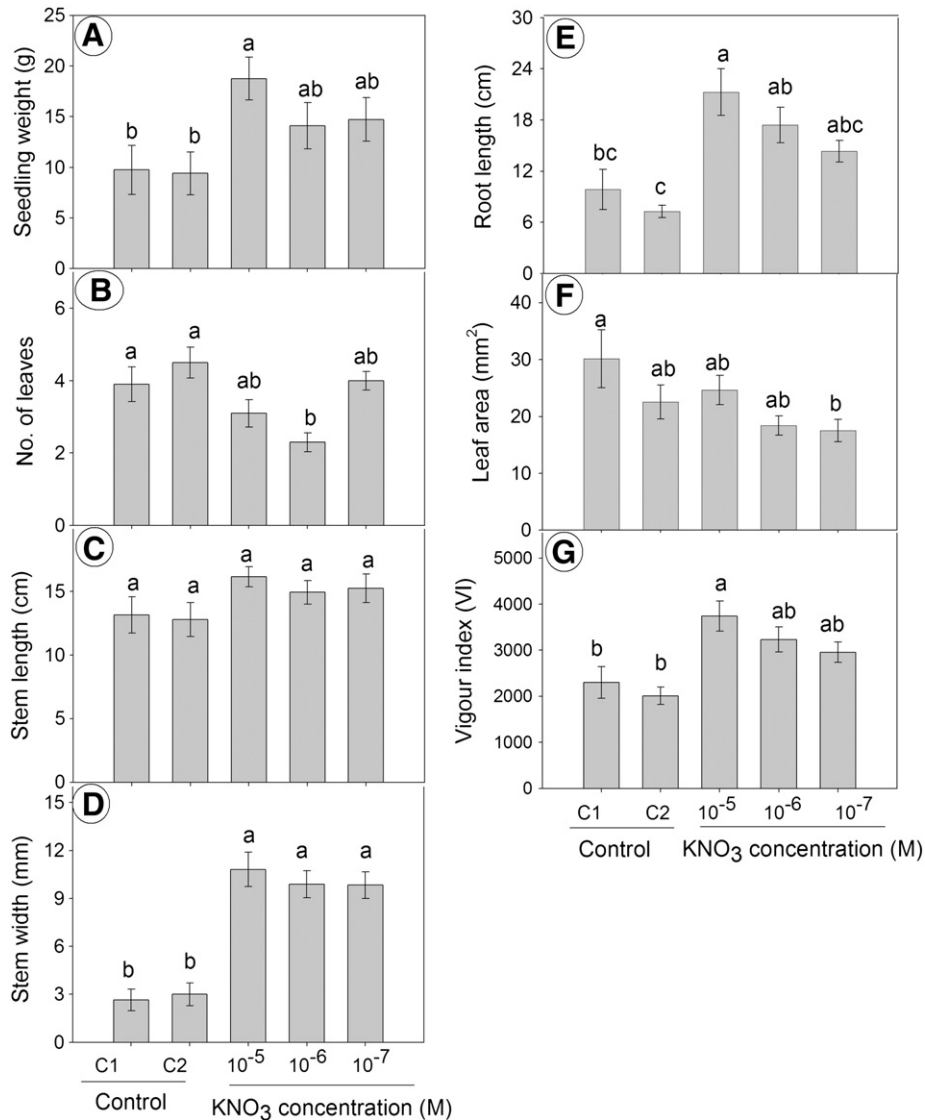 A
Seedling weight (g)
25
20
15
10
5
0
b
b
a
ab
ab
B
No. of leaves
6
4
2
0
a
a
ab
b
ab
C
Stem length (cm)
15
10
5
0
a
a
a
a
a
D
Stem width (mm)
15
12
9
6
3
0
b
b
a
a
a
C1
C2
10⁻⁵
10⁻⁶
10⁻⁷
Control
KNO₃ concentration (M)
E
Root length (cm)
30
24
18
12
6
0
bc
c
a
ab
abc
F
Leaf area (mm²)
40
30
20
10
0
a
ab
ab
ab
b
G
Vigour index (VI)
5000
4000
3000
2000
1000
0
b
b
a
ab
ab
C1
C2
10⁻⁵
10⁻⁶
10⁻⁷
Control
KNO₃ concentration (M)